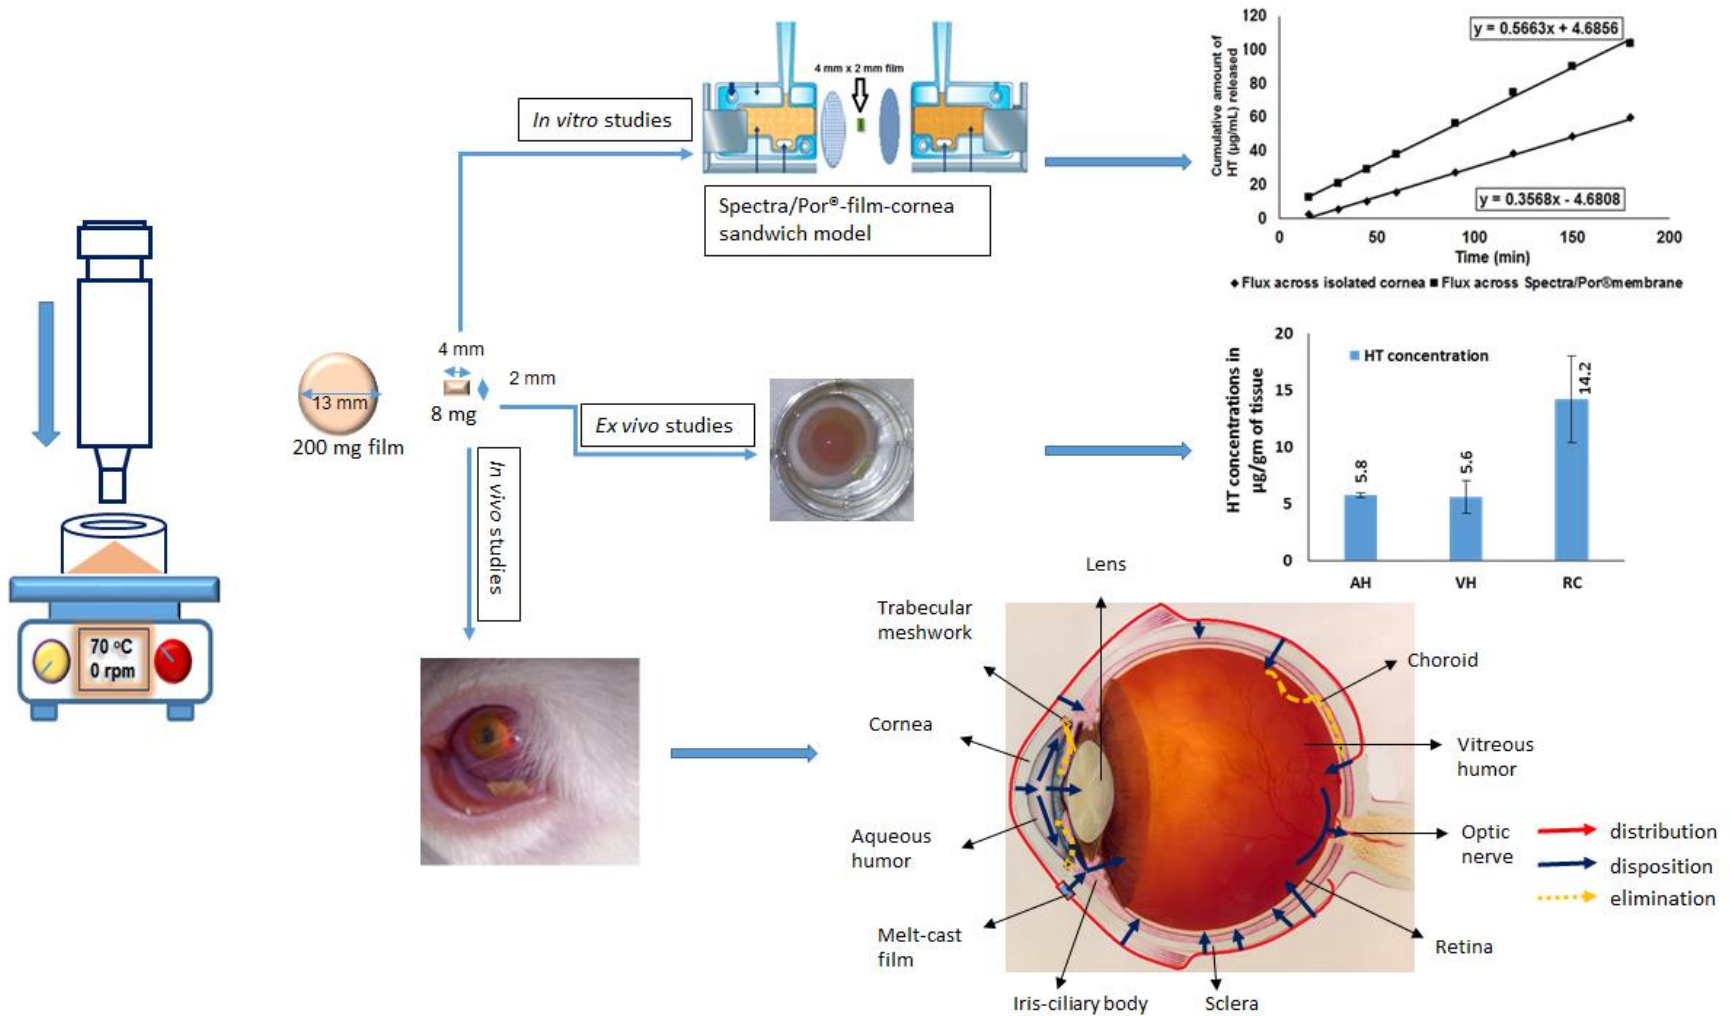 70 °C
0 rpm
13 mm
200 mg film
4 mm
2 mm
8 mg
In vitro studies
4 mm x 2 mm film
Spectra/Por®-film-cornea
sandwich model
Cumulative amount of
HT (µg/mL) released
120
100
80
60
40
20
0
y = 0.5663x + 4.6856
y = 0.3568x - 4.6808
0
50
100
150
200
Time (min)
Flux across isolated cornea
Flux across Spectra/Por®membrane
Ex vivo studies
HT concentrations in
µg/gm of tissue
20
15
10
5
0
HT concentration
5.8
5.6
14.2
AH
VH
RC
In vivo studies
Lens
Trabecular
meshwork
Cornea
Aqueous
humor
Melt-cast
film
Iris-ciliary body
Sclera
Choroid
Vitreous
humor
Optic
nerve
Retina
distribution
disposition
elimination